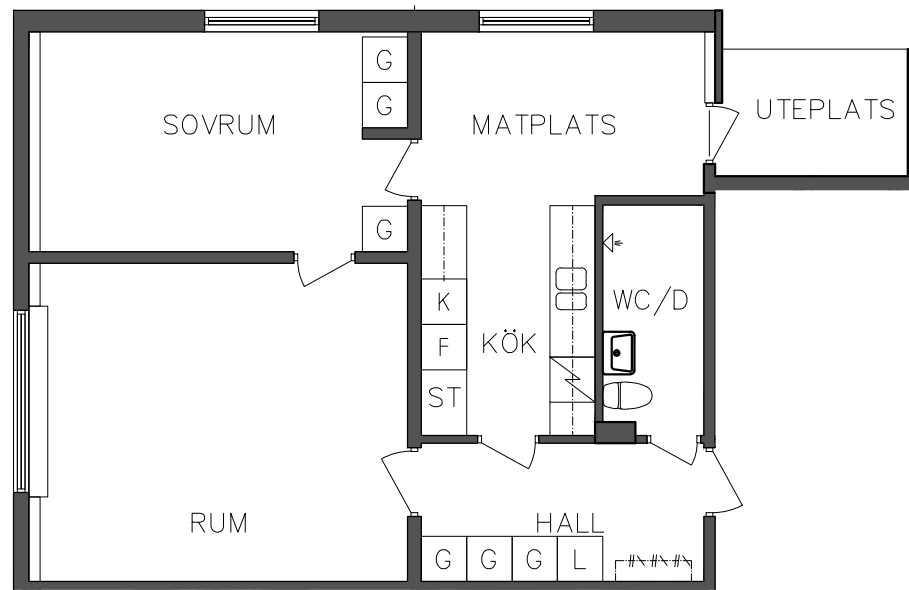 G
G
SOVRUM
MATPLATS
UTEPLATS
G
K
F
ST
KÖK
WC/D
RUM
HALL
G G G L